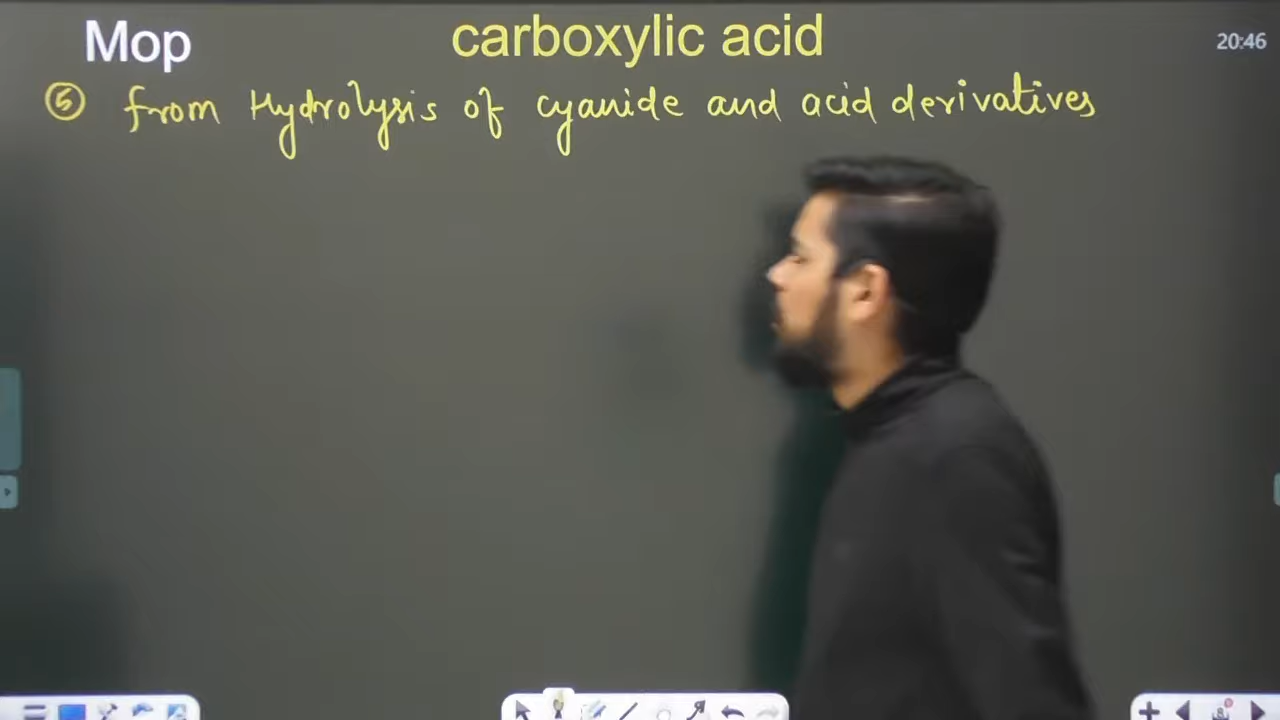 Mop carboxylic acid 20:46
⑤ from Hydrolysis of cyanide and acid derivatives